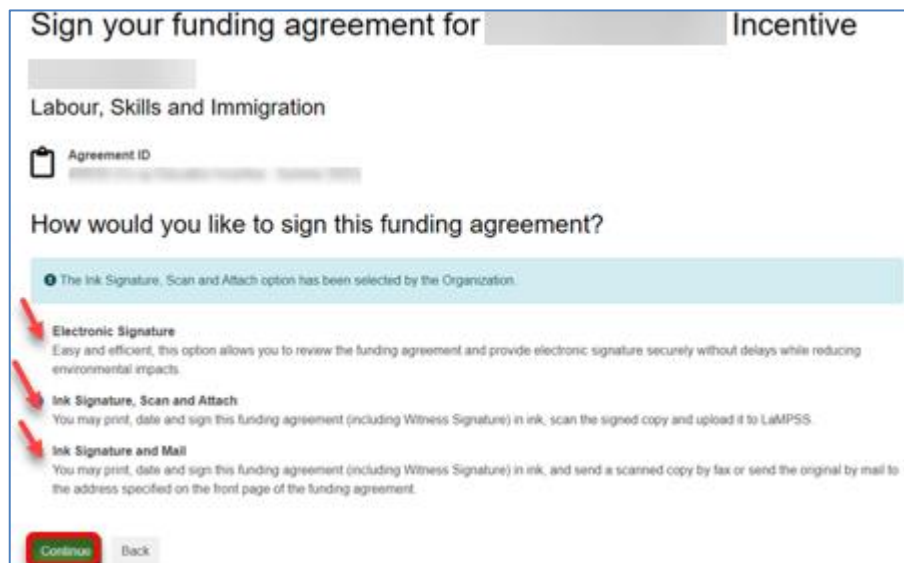 Sign your funding agreement for Incentive
Labour, Skills and Immigration
Agreement ID
How would you like to sign this funding agreement?
The Ink Signature, Scan and Attach option has been selected by the Organization.
Electronic Signature
Easy and efficient, this option allows you to review the funding agreement and provide electronic signature securely without delays while reducing
environmental impacts.
Ink Signature, Scan and Attach
You may print, date and sign this funding agreement (including Witness Signature) in ink, scan the signed copy and upload it to LaMPSS.
Ink Signature and Mail
You may print, date and sign this funding agreement (including Witness Signature) in ink, and send a scanned copy by fax or send the original by mail to
the address specified on the front page of the funding agreement.
Continue Back